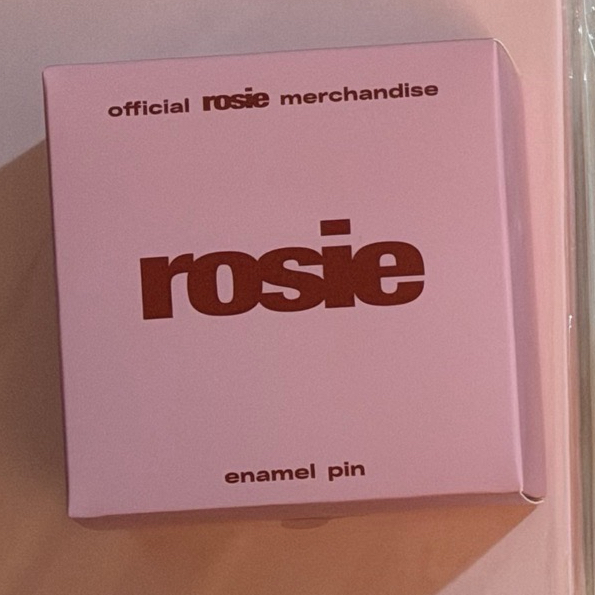 official rosie merchandise
rosie
enamel pin